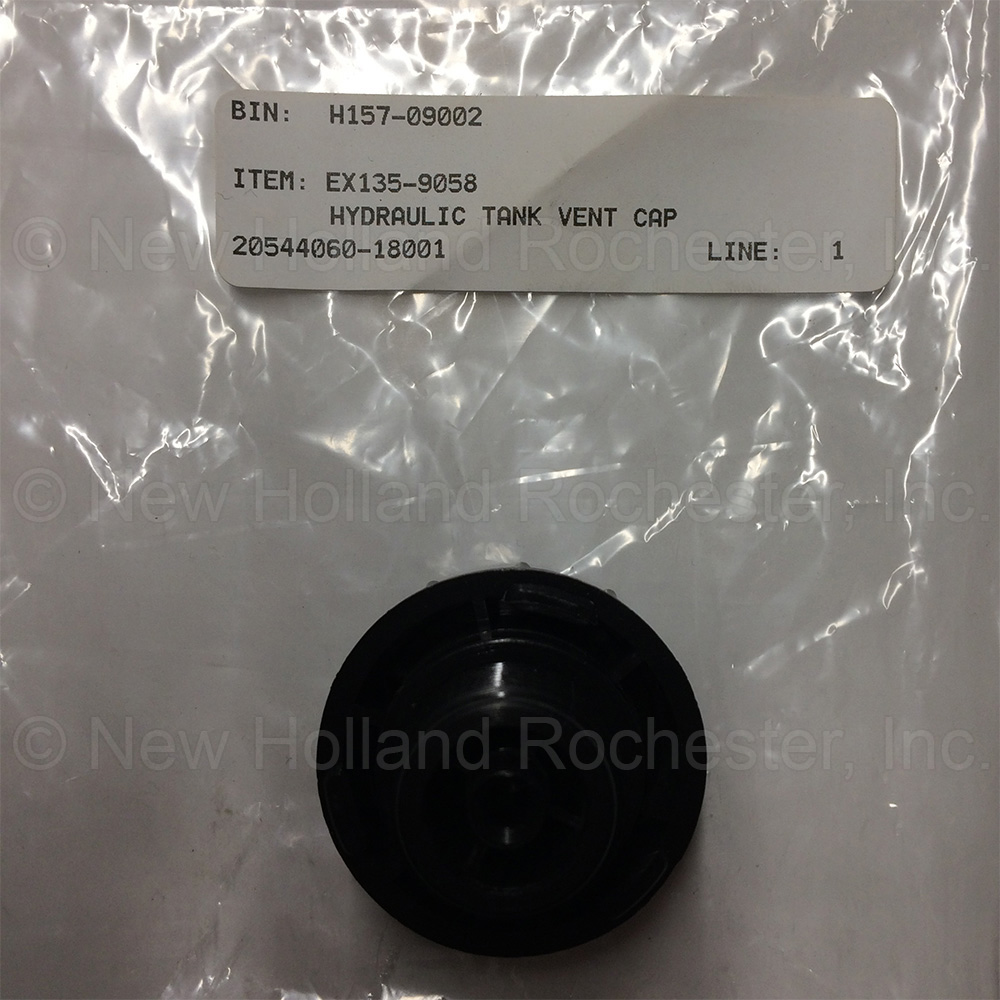 BIN: H157-09002
ITEM: EX135-9058
HYDRAULIC TANK VENT CAP
20544060-18001 LINE: 1
© New Holland Rochester, Inc.
© New Holland Rochester, Inc.
© New Holland Rochester, Inc.